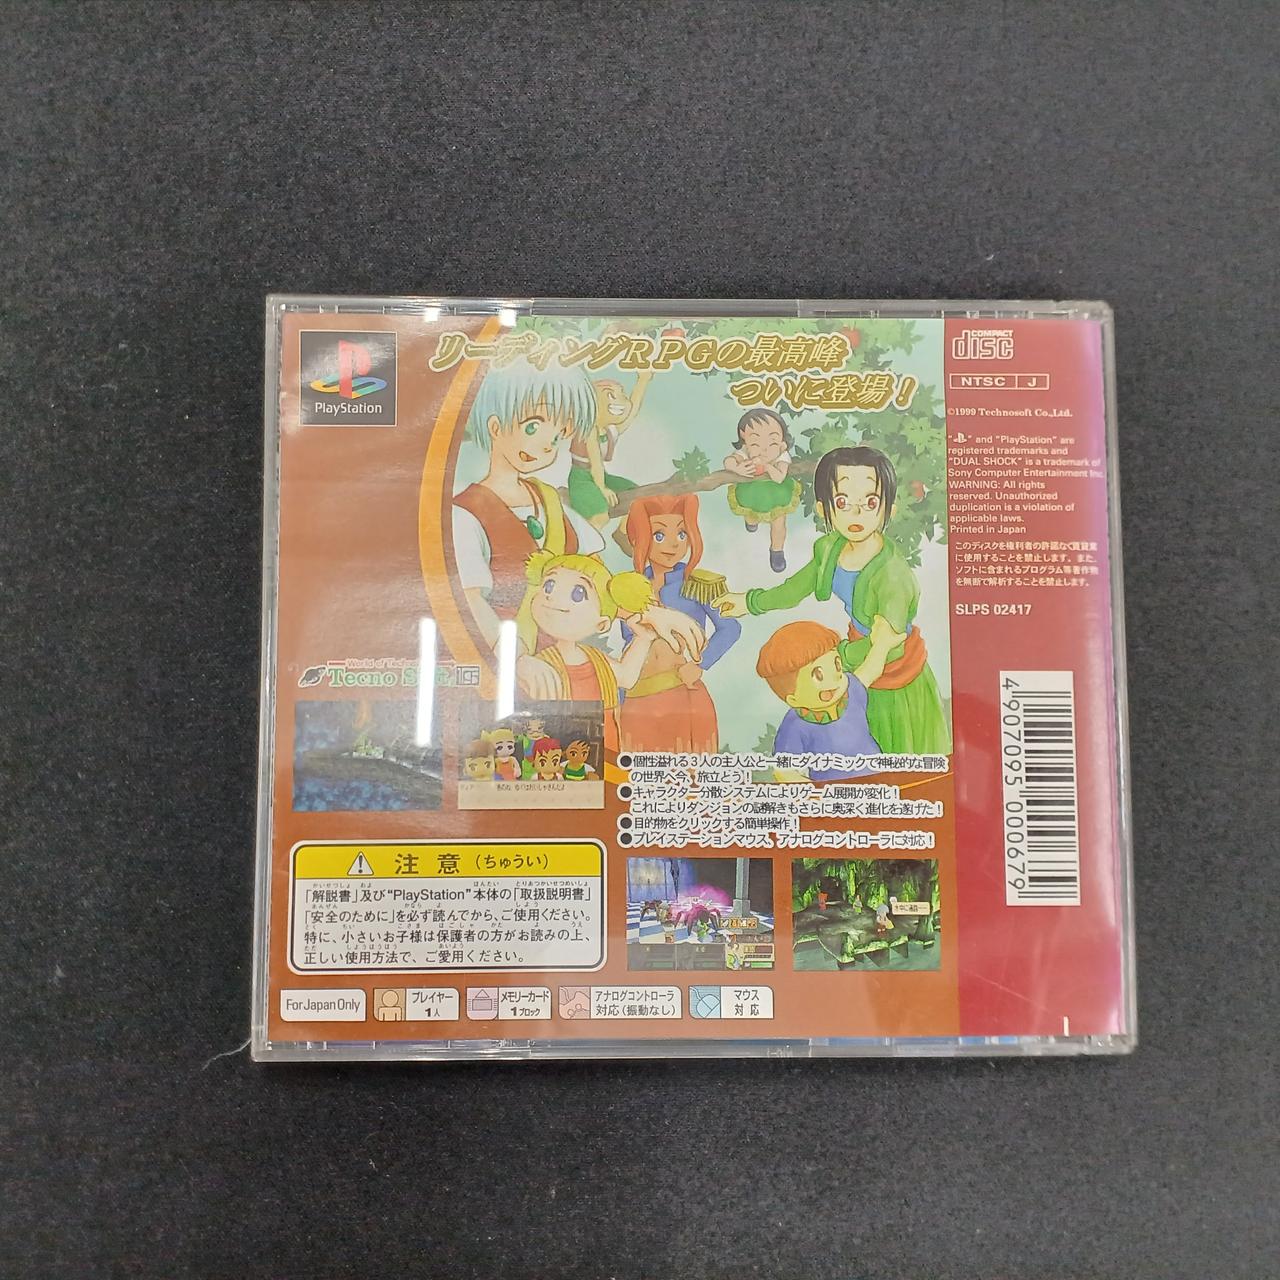 リーディングRPGの最高峰
ついに登場！
PlayStation
COMPACT
disc
NTSC J
©1999 Technosoft Co.,Ltd.
" " and "PlayStation" are
registered trademarks and
"DUAL SHOCK" is a trademark of
Sony Computer Entertainment Inc.
WARNING: All rights
reserved. Unauthorized
duplication is a violation of
applicable laws.
Printed in Japan
このディスクを権利者の許諾なく賃貸業
に使用することを禁止します。また、
ソフトに含まれるプログラム等著作物
を無断で解析することを禁止します。
SLPS 02417
4 907095 000679
World of
Tecno
●個性溢れる3人の主人公と一緒にダイナミックで神秘的な冒険
の世界へ今、旅立とう！
●キャラクター分散システムによりゲーム展開が変化！
これによりダンジョンの謎解きもさらに奥深く進化を遂げた！
●目的物をクリックする簡単操作！
●プレイステーションマウス、アナログコントローラに対応！
注意（ちゅうい）
「解説書」及び"PlayStation"本体の「取扱説明書」
「安全のために」を必ず読んでから、ご使用ください。
特に、小さいお子様は保護者の方がお読みの上、
正しい使用方法で、ご愛用ください。
For Japan Only
プレイヤー
1人
メモリーカード
1ブロック
アナログコントローラ
対応（振動なし）
マウス
対応